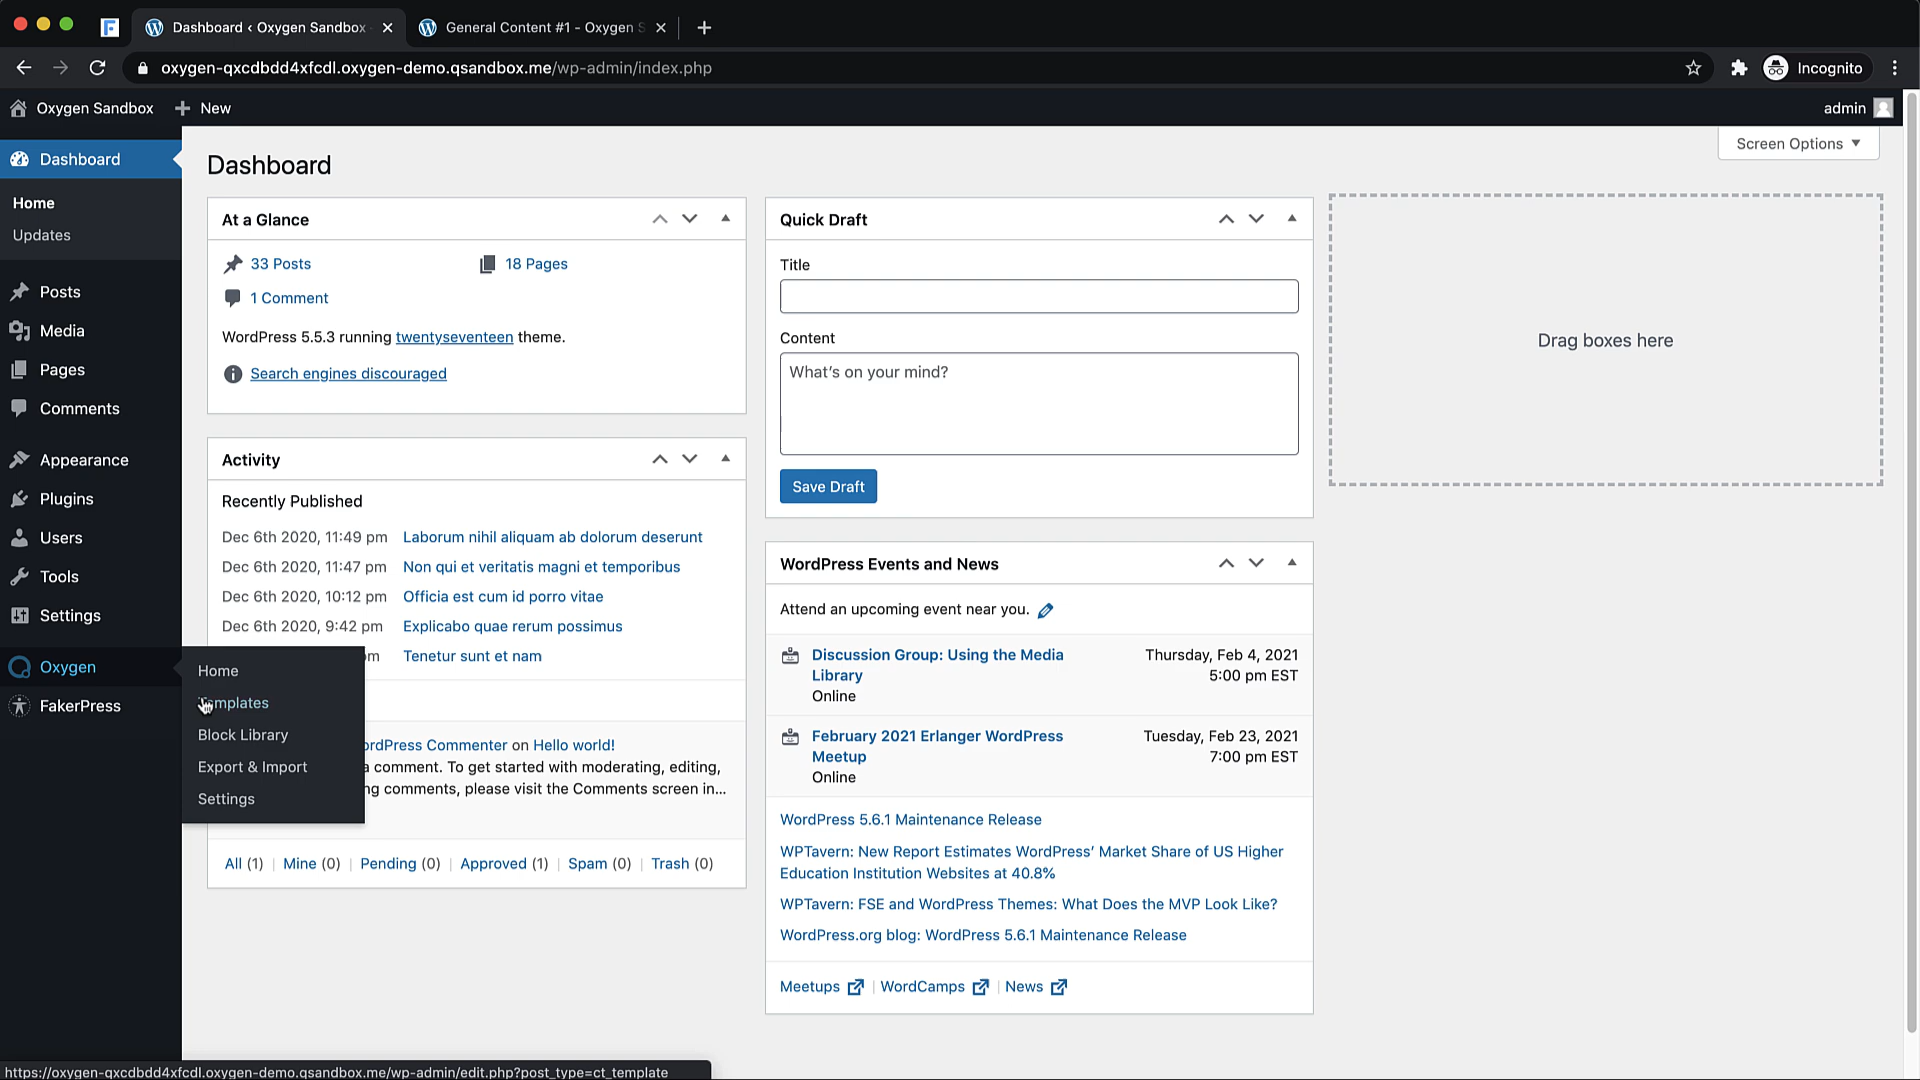 Dashboard ‹ Oxygen Sandbox
General Content #1 - Oxygen S
oxygen-qxcdbdd4xfcdl.oxygen-demo.qsandbox.me/wp-admin/index.php
Incognito
Oxygen Sandbox
New
admin
Dashboard
Home
Updates
Posts
Media
Pages
Comments
Appearance
Plugins
Users
Tools
Settings
Oxygen
FakerPress
Home
Templates
Block Library
Export & Import
Settings
Dashboard
Screen Options
At a Glance
33 Posts
18 Pages
1 Comment
WordPress 5.5.3 running twentyseventeen theme.
Search engines discouraged
Activity
Recently Published
Dec 6th 2020, 11:49 pm Laborum nihil aliquam ab dolorum deserunt
Dec 6th 2020, 11:47 pm Non qui et veritatis magni et temporibus
Dec 6th 2020, 10:12 pm Officia est cum id porro vitae
Dec 6th 2020, 9:42 pm Explicabo quae rerum possimus
pm Tenetur sunt et nam
ordPress Commenter on Hello world!
a comment. To get started with moderating, editing,
ng comments, please visit the Comments screen in...
All (1) | Mine (0) | Pending (0) | Approved (1) | Spam (0) | Trash (0)
Quick Draft
Title
Content
What's on your mind?
Save Draft
WordPress Events and News
Attend an upcoming event near you.
Discussion Group: Using the Media
Library
Online
Thursday, Feb 4, 2021
5:00 pm EST
February 2021 Erlanger WordPress
Meetup
Online
Tuesday, Feb 23, 2021
7:00 pm EST
WordPress 5.6.1 Maintenance Release
WPTavern: New Report Estimates WordPress' Market Share of US Higher
Education Institution Websites at 40.8%
WPTavern: FSE and WordPress Themes: What Does the MVP Look Like?
WordPress.org blog: WordPress 5.6.1 Maintenance Release
Meetups | WordCamps | News
Drag boxes here
https://oxygen-qxcdbdd4xfcdl.oxygen-demo.qsandbox.me/wp-admin/edit.php?post_type=ct_template